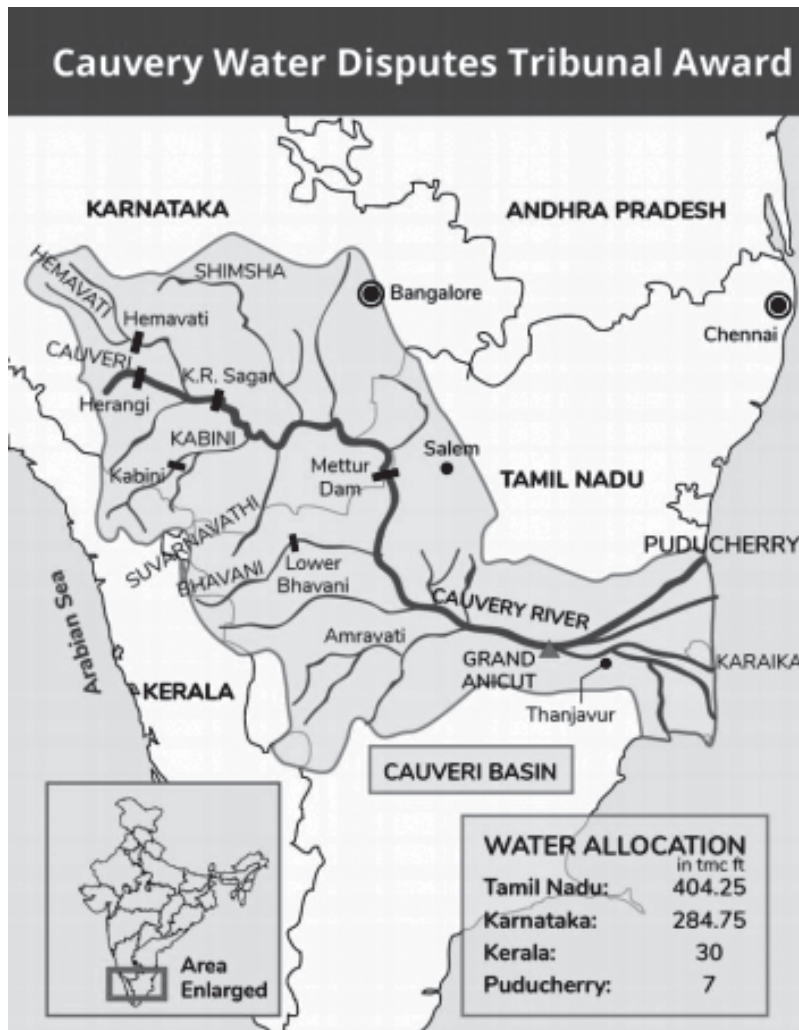 Cauvery Water Disputes Tribunal Award
KARNATAKA
ANDHRA PRADESH
HEMAVATI
SHIMSHA
Bangalore
Hemavati
Chennai
CAUVERI
K.R. Sagar
Herangi
KABINI
Salem
Mettur
Dam
Kabini
TAMIL NADU
SUVARNAVATHI
PUDUCHERRY
BHAVANI
Lower
Bhavani
Arabian Sea
CAUVERY RIVER
Amravati
GRAND
ANICUT
KARAIKA
KERALA
Thanjavur
CAUVERI BASIN
WATER ALLOCATION
in tmc ft
Tamil Nadu: 404.25
Karnataka: 284.75
Kerala: 30
Puducherry: 7
Area
Enlarged